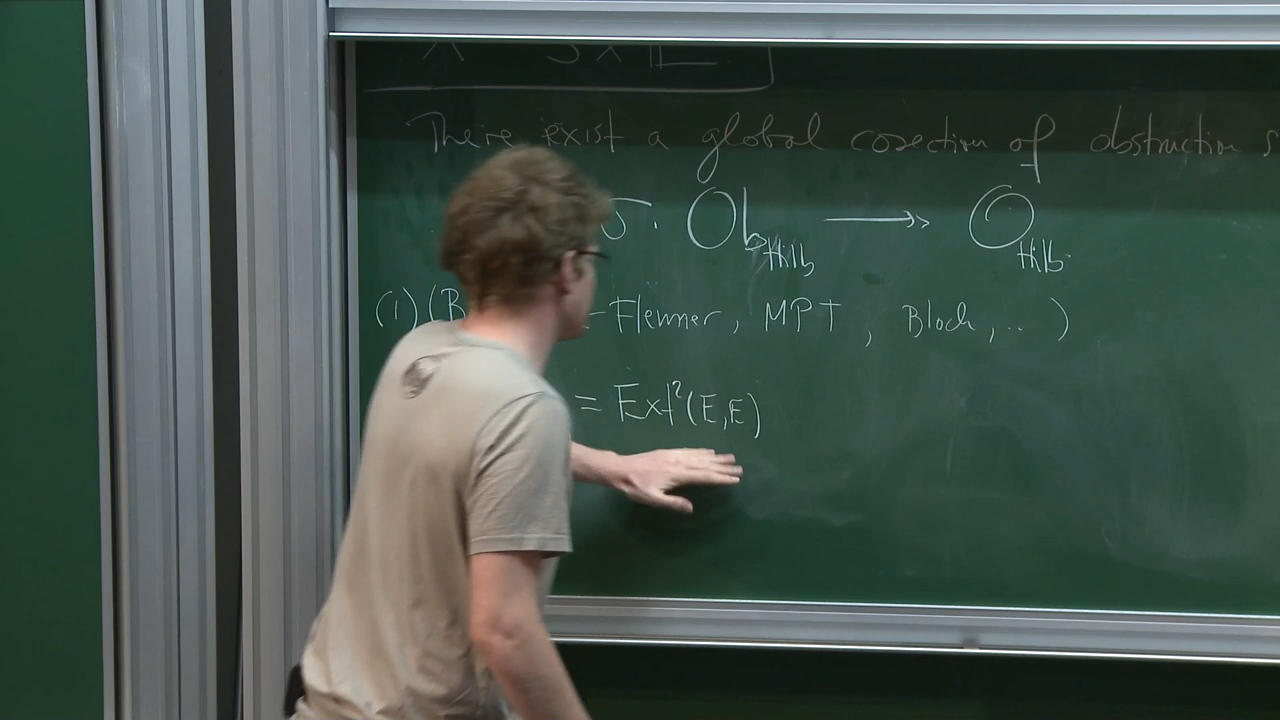 There exist a global cosection of obstruction s
σ: Ob_Hilb ↠ O_Hilb.
(1) (B -Flenner, MPT, Bloch, .. )
= Ext²(E,E)